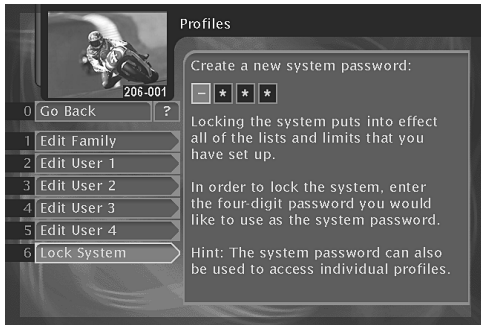 Profiles
206-001
0 Go Back ?
1 Edit Family
2 Edit User 1
3 Edit User 2
4 Edit User 3
5 Edit User 4
6 Lock System
Create a new system password:
– * * *
Locking the system puts into effect
all of the lists and limits that you
have set up.
In order to lock the system, enter
the four-digit password you would
like to use as the system password.
Hint: The system password can also
be used to access individual profiles.